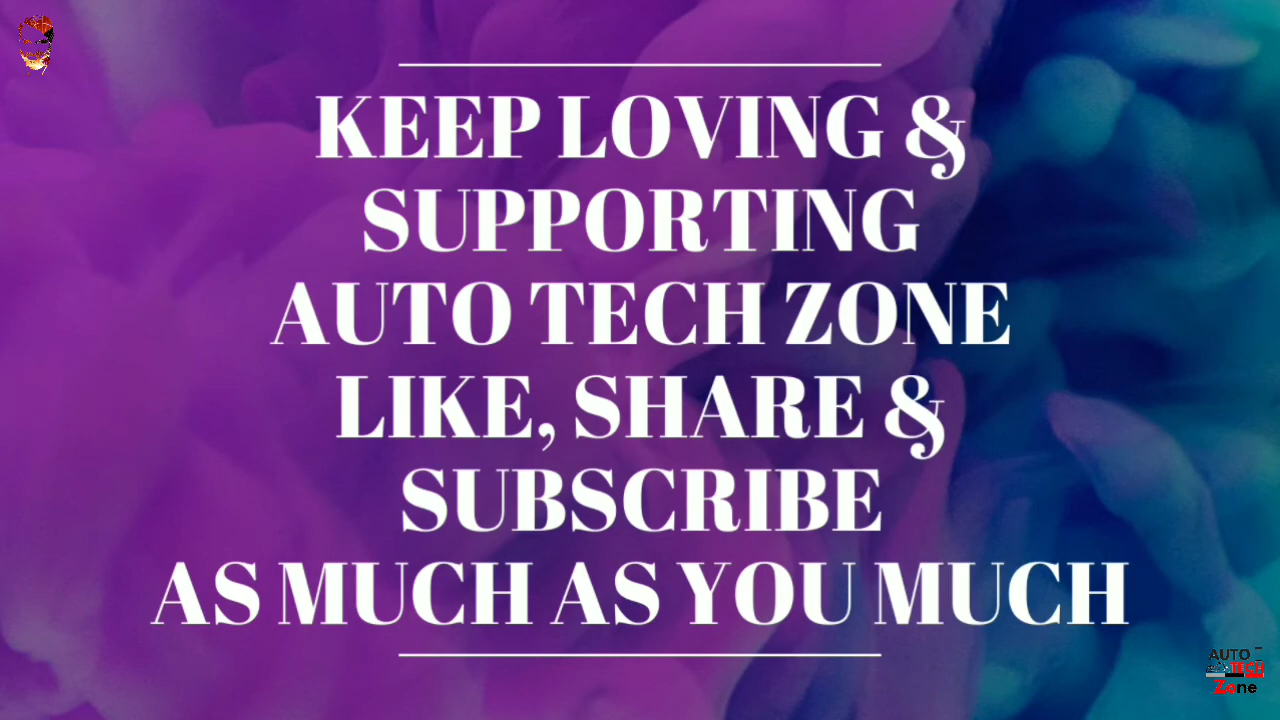 KEEP LOVING &
SUPPORTING
AUTO TECH ZONE
LIKE, SHARE &
SUBSCRIBE
AS MUCH AS YOU MUCH
AUTO
TECH
Zone